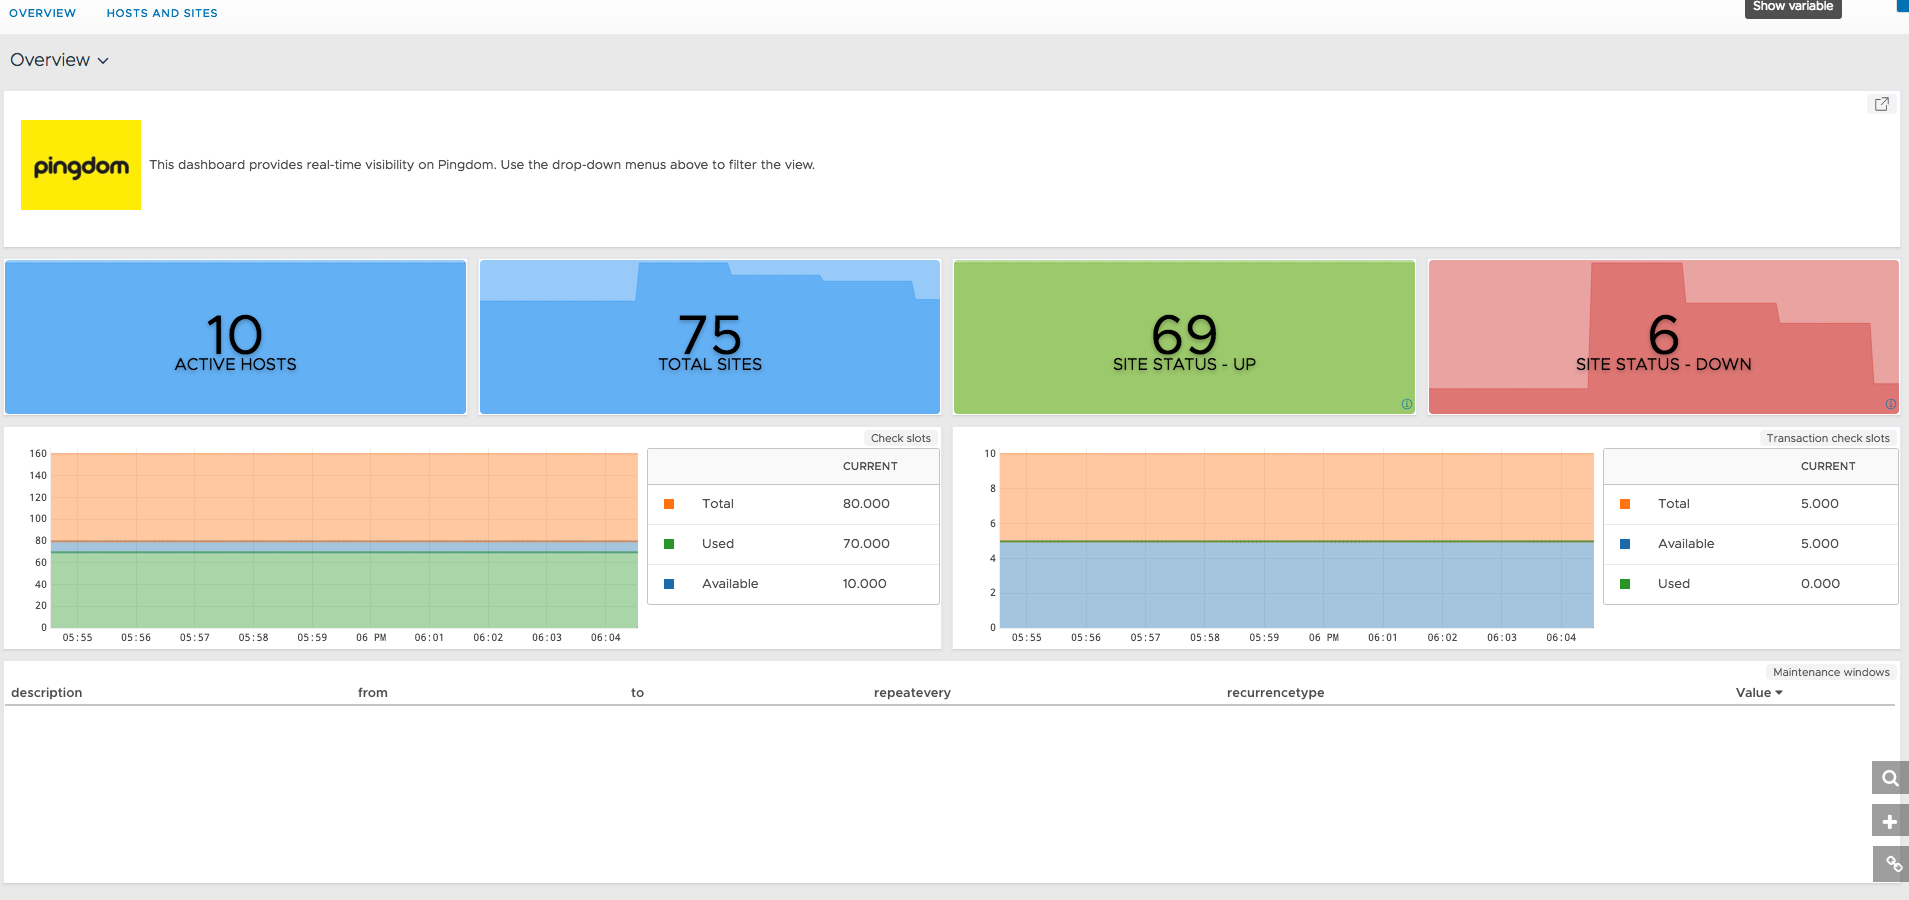 OVERVIEW HOSTS AND SITES Show variable
Overview
pingdom This dashboard provides real-time visibility on Pingdom. Use the drop-down menus above to filter the view.
10
ACTIVE HOSTS
75
TOTAL SITES
69
SITE STATUS - UP
6
SITE STATUS - DOWN
Check slots
160
140
120
100
80
60
40
20
0
05:55 05:56 05:57 05:58 05:59 06 PM 06:01 06:02 06:03 06:04
CURRENT
Total 80.000
Used 70.000
Available 10.000
Transaction check slots
10
8
6
4
2
0
05:55 05:56 05:57 05:58 05:59 06 PM 06:01 06:02 06:03 06:04
CURRENT
Total 5.000
Available 5.000
Used 0.000
Maintenance windows
description from to repeatevery recurrencetype Value